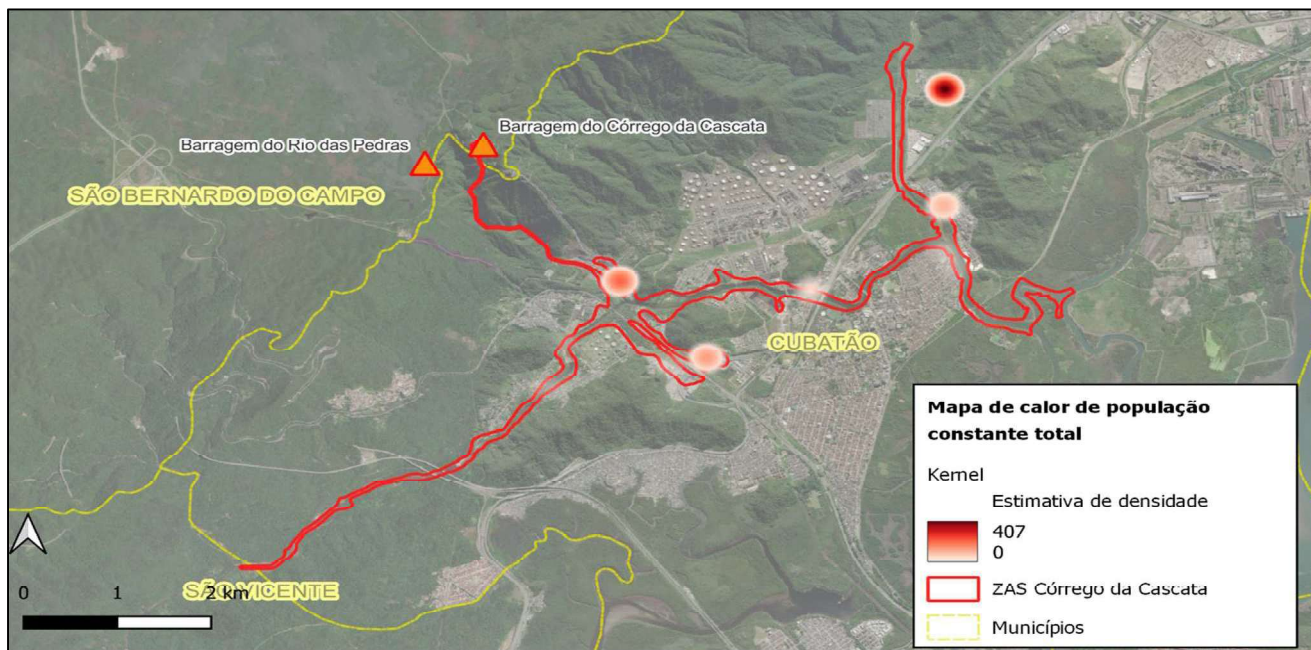 Barragem do Córrego da Cascata
Barragem do Rio das Pedras
SÃO BERNARDO DO CAMPO
CUBATÃO
SÃO VICENTE
0 1 2 km
Mapa de calor de população
constante total
Kernel
Estimativa de densidade
407
0
ZAS Córrego da Cascata
Municípios